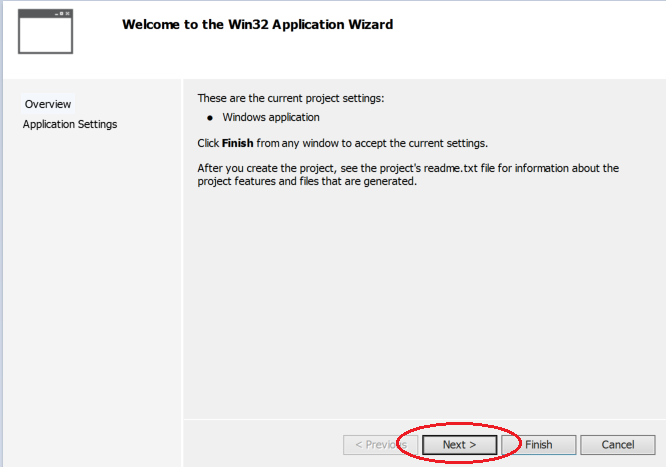 Welcome to the Win32 Application Wizard
Overview
Application Settings
These are the current project settings:
● Windows application
Click Finish from any window to accept the current settings.
After you create the project, see the project's readme.txt file for information about the
project features and files that are generated.
< Previous
Next >
Finish
Cancel